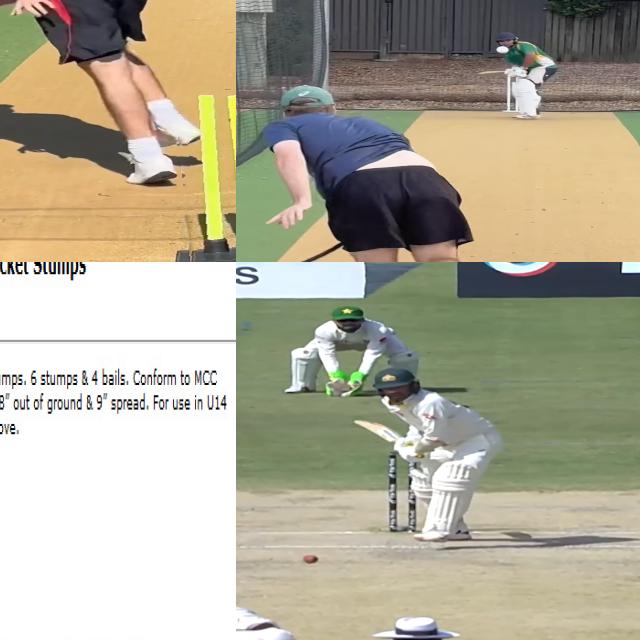 cket Stumps
umps. 6 stumps & 4 bails. Conform to MCC
8" out of ground & 9" spread. For use in U14
ove.
S